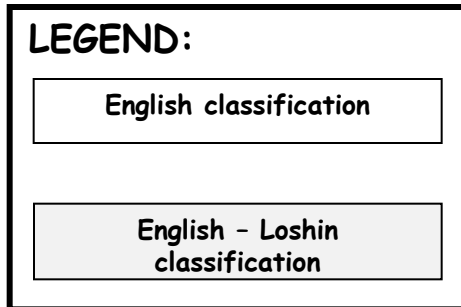 LEGEND:
English classification
English – Loshin
classification